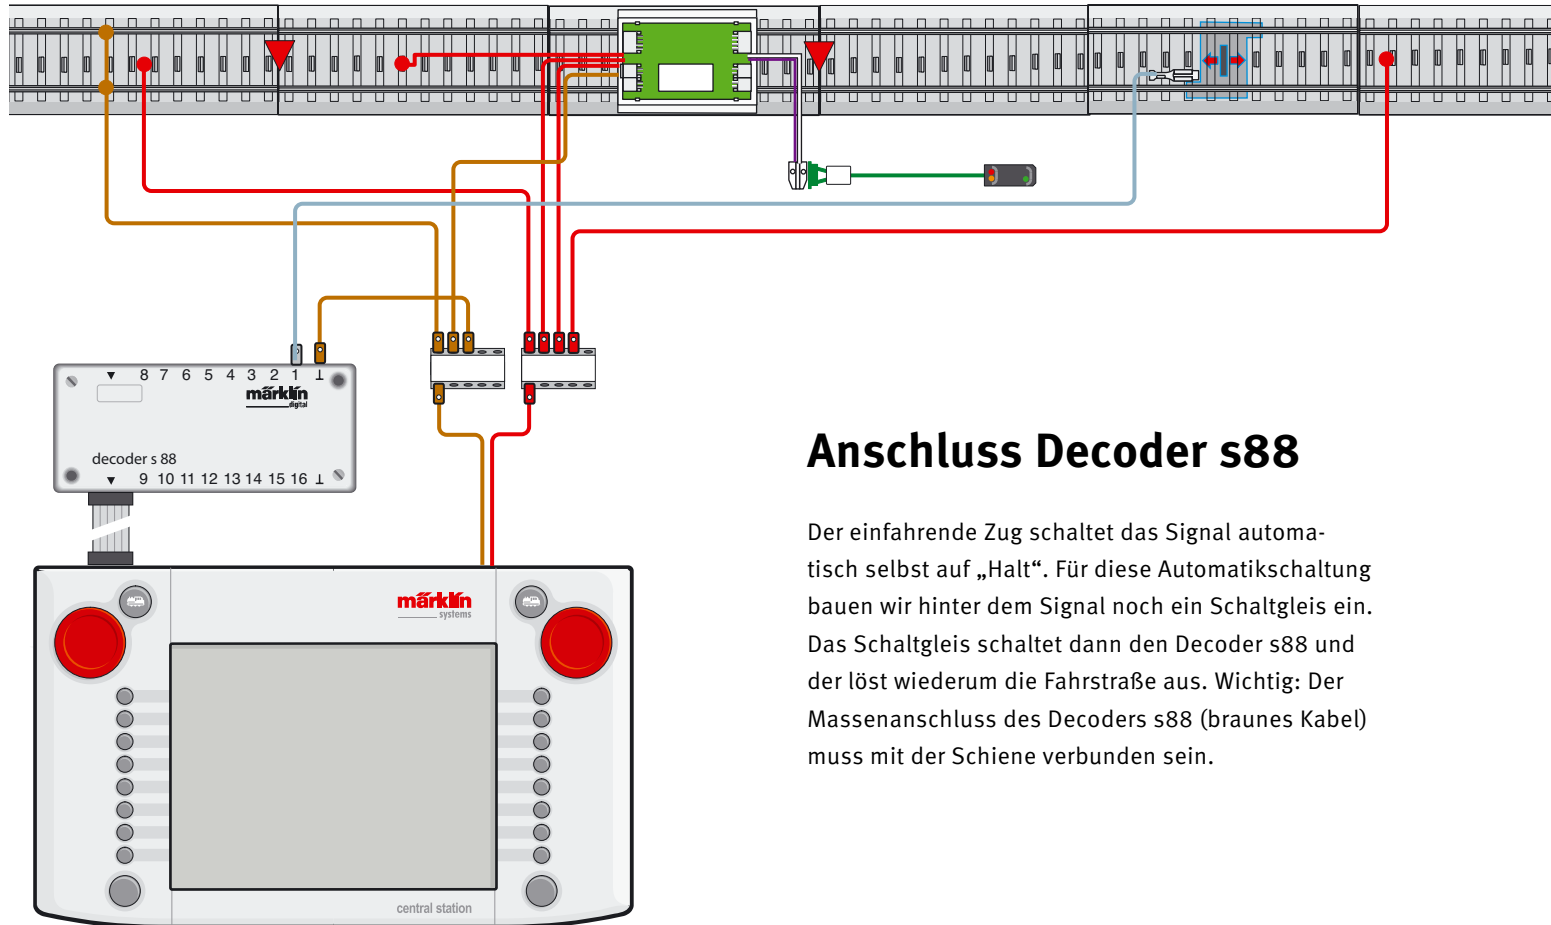 ▼ 8 7 6 5 4 3 2 1 ⊥
märklin
digital
decoder s 88
▼ 9 10 11 12 13 14 15 16 ⊥
märklin
systems
central station
Anschluss Decoder s88
Der einfahrende Zug schaltet das Signal automa-
tisch selbst auf „Halt“. Für diese Automatikschaltung
bauen wir hinter dem Signal noch ein Schaltgleis ein.
Das Schaltgleis schaltet dann den Decoder s88 und
der löst wiederum die Fahrstraße aus. Wichtig: Der
Massenanschluss des Decoders s88 (braunes Kabel)
muss mit der Schiene verbunden sein.